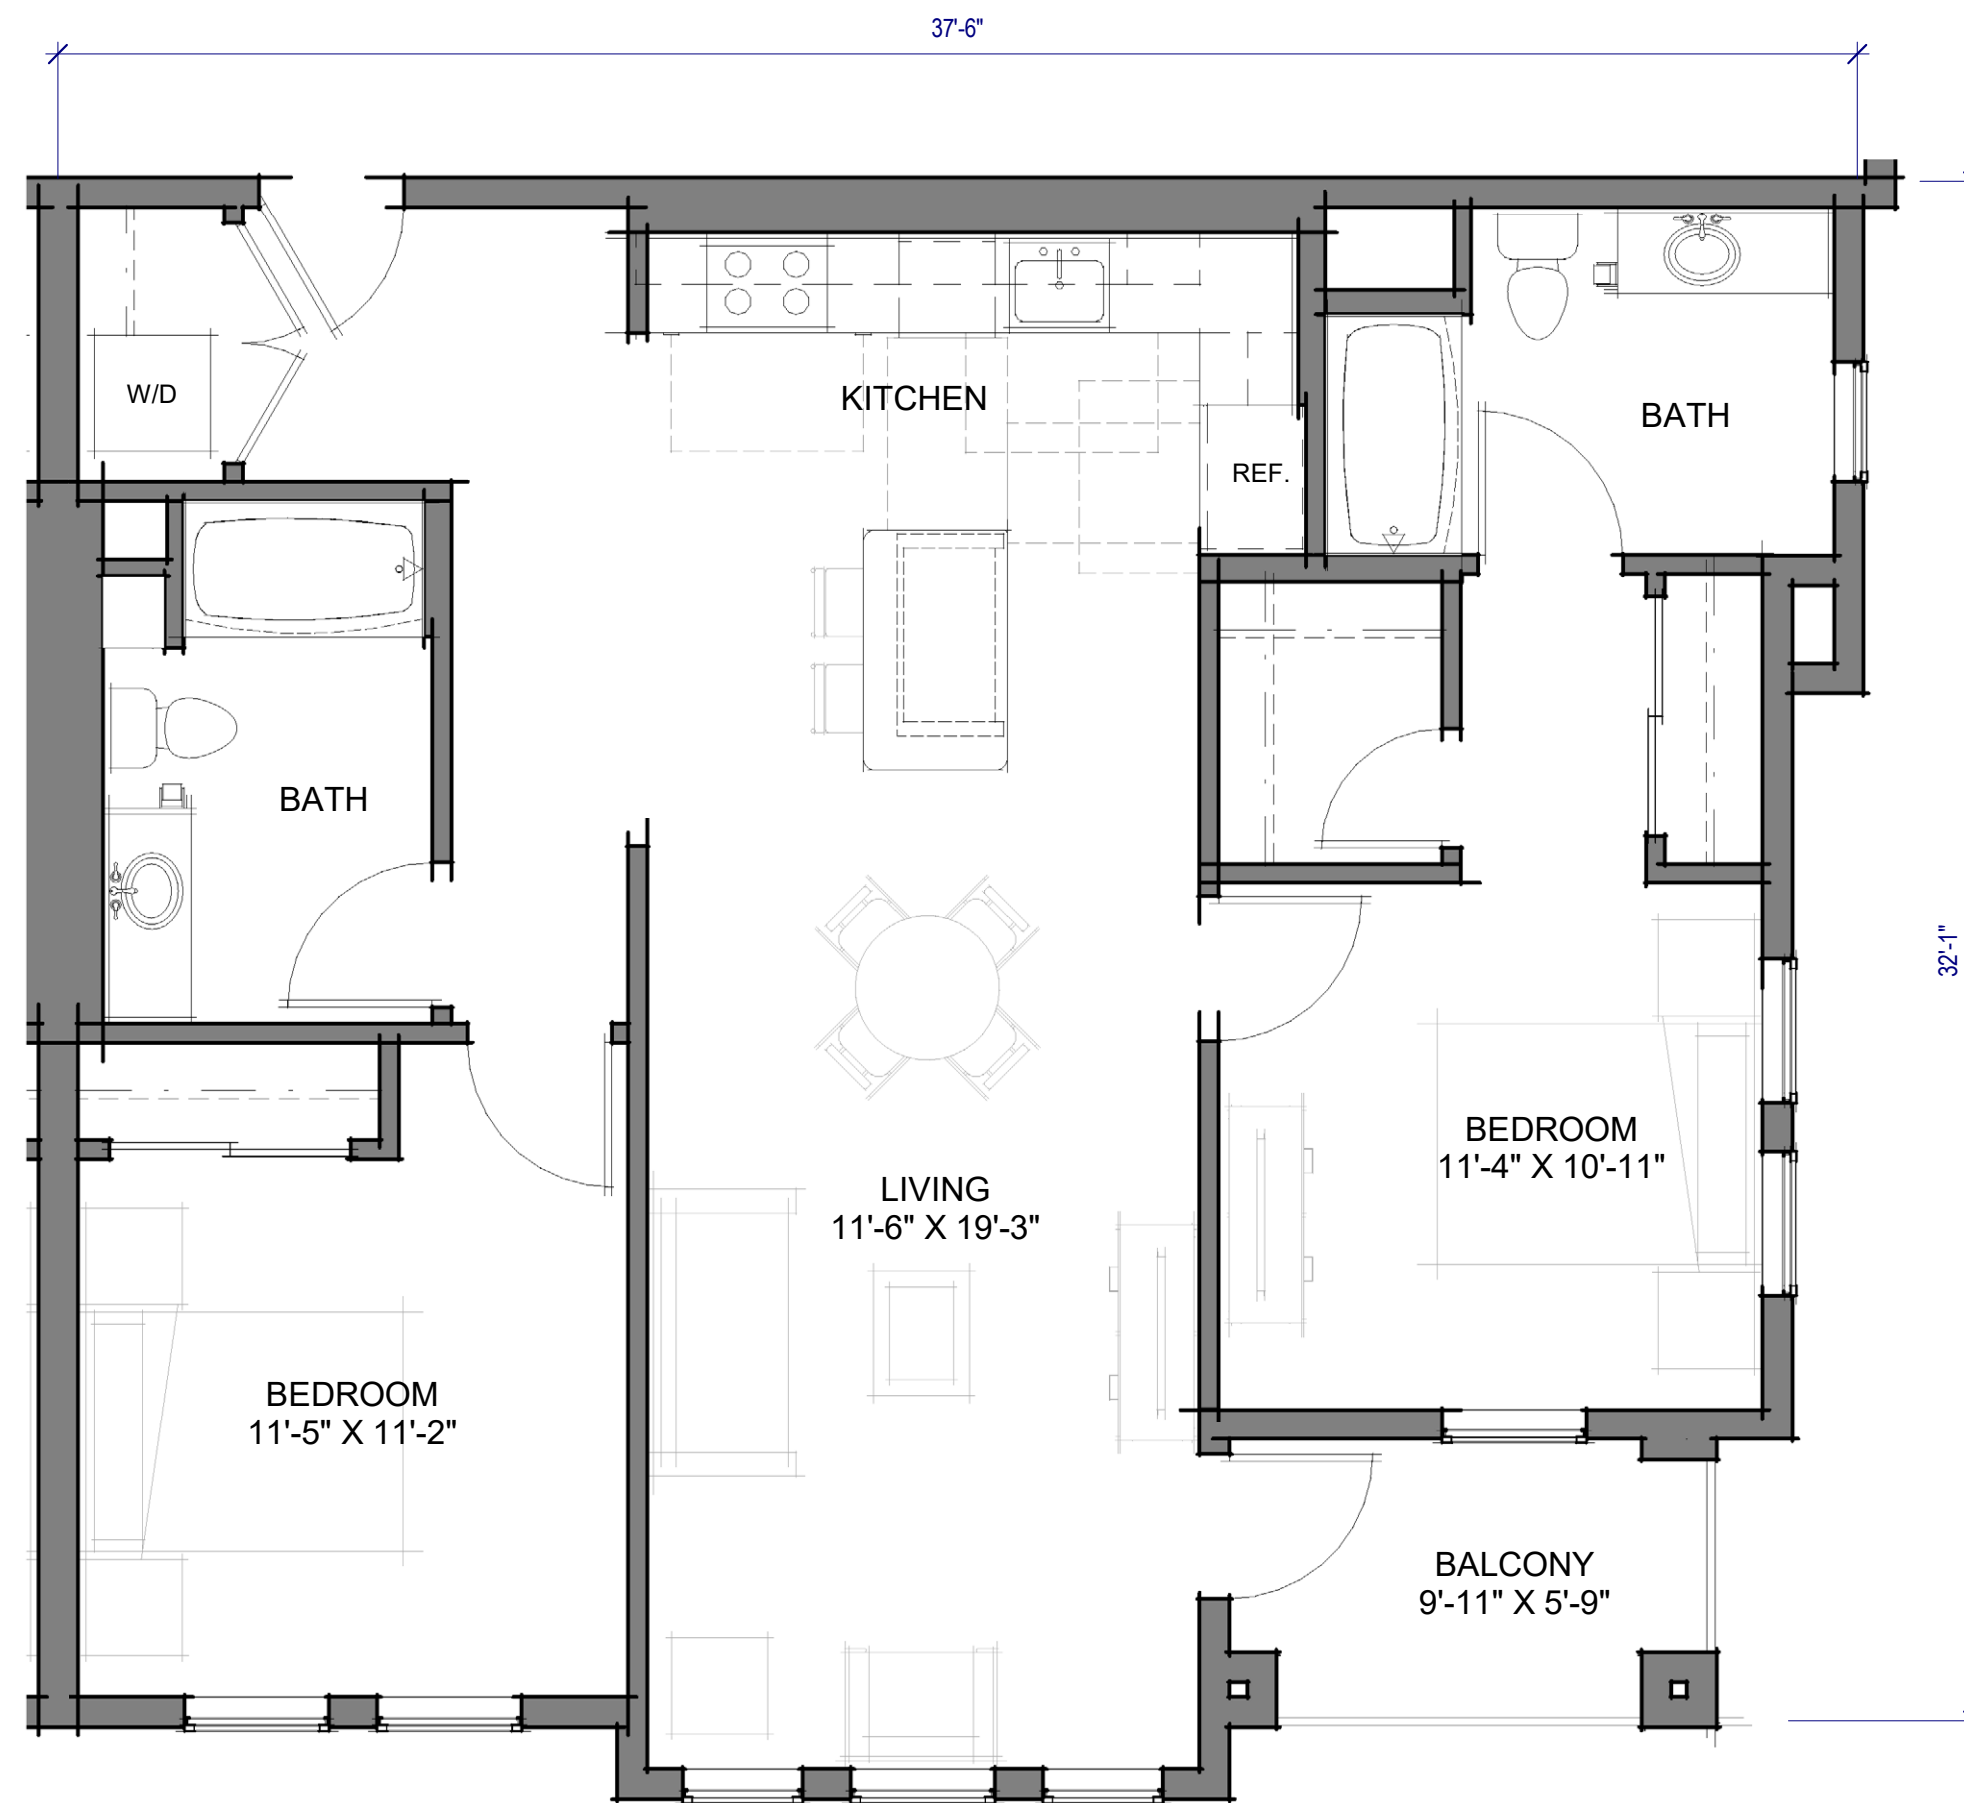 37'-6"
W/D
KITCHEN
BATH
REF.
BATH
32'-1"
BEDROOM
11'-4" X 10'-11"
LIVING
11'-6" X 19'-3"
BEDROOM
11'-5" X 11'-2"
BALCONY
9'-11" X 5'-9"